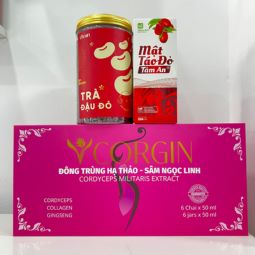 TRÀ
ĐẬU ĐỎ
Mật
Táo Đỏ
Tâm An
CORGIN
ĐÔNG TRÙNG HẠ THẢO - SÂM NGỌC LINH
CORDYCEPS MILITARIS EXTRACT
CORDYCEPS
COLLAGEN
GINGSENG
6 Chai x 50 ml
6 jars x 50 ml